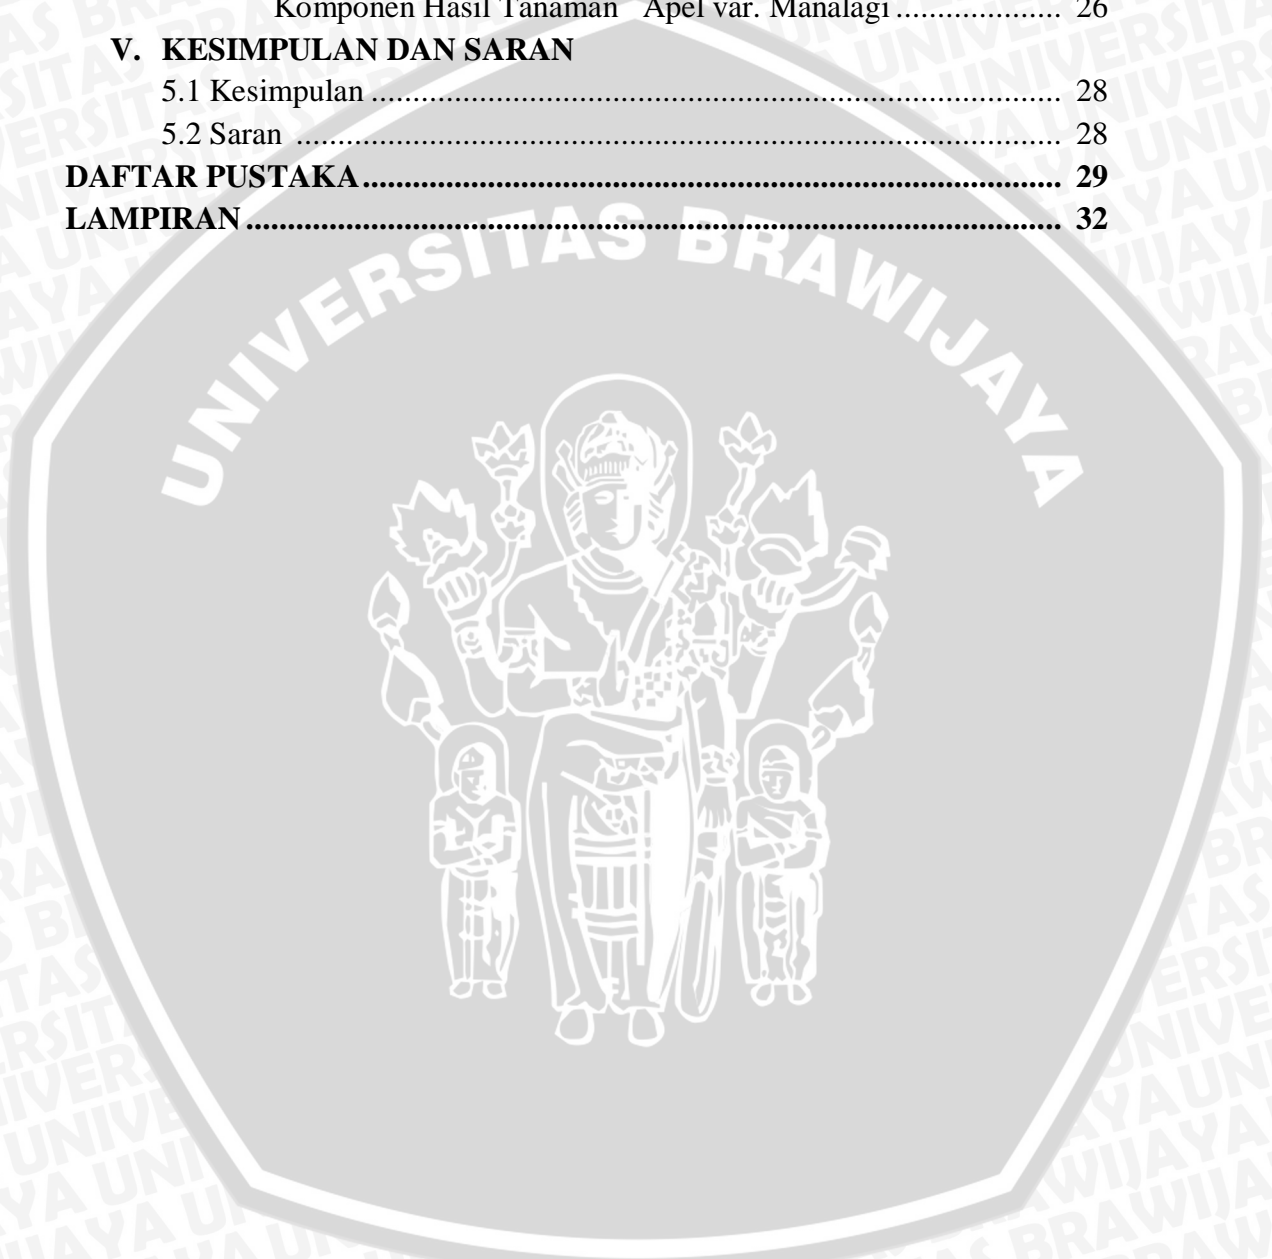 Komponen Hasil Tanaman Apel var. Manalagi .................... 26
V. KESIMPULAN DAN SARAN
5.1 Kesimpulan .................................................................................... 28
5.2 Saran ............................................................................................. 28
DAFTAR PUSTAKA..................................................................................... 29
LAMPIRAN ................................................................................................... 32
UNIVERSITAS BRAWIJAYA